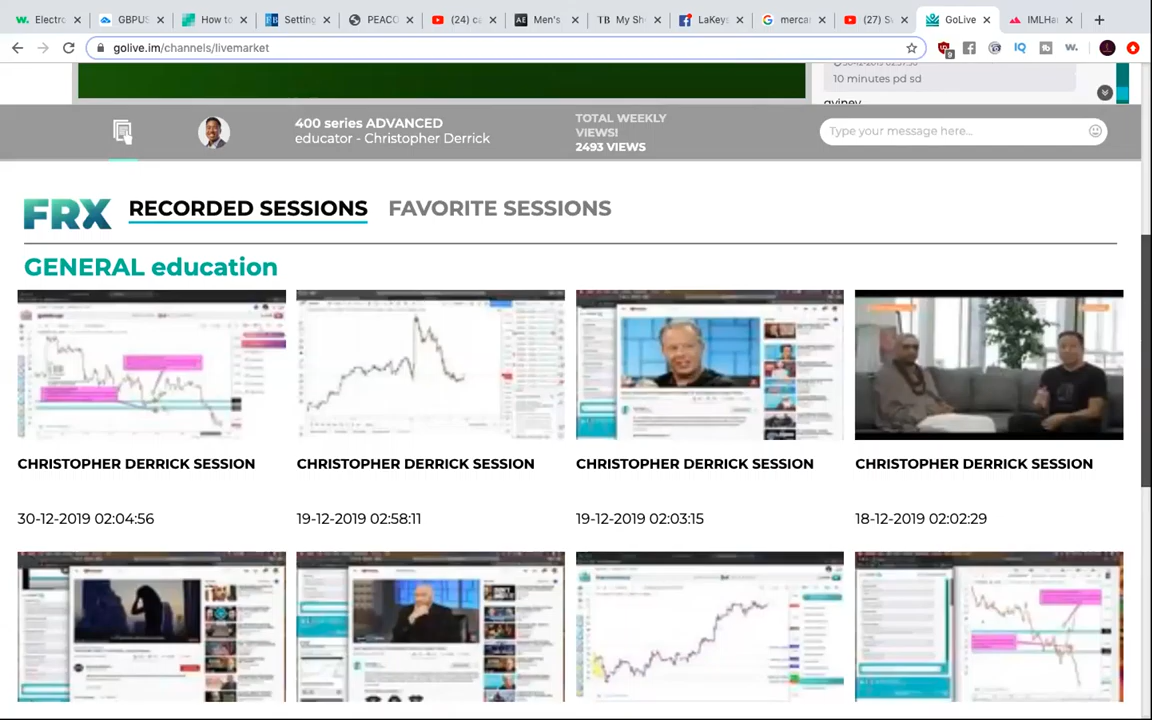 Electro
GBPUS
How to
Setting
PEACO
(24) ca
Men's
My Sh
LaKeys
mercar
(27) S
GoLive
IMLHa
golive.im/channels/livemarket
10 minutes pd sd
400 series ADVANCED
educator - Christopher Derrick
TOTAL WEEKLY
VIEWS!
2493 VIEWS
Type your message here...
FRX RECORDED SESSIONS FAVORITE SESSIONS
GENERAL education
CHRISTOPHER DERRICK SESSION
CHRISTOPHER DERRICK SESSION
CHRISTOPHER DERRICK SESSION
CHRISTOPHER DERRICK SESSION
30-12-2019 02:04:56
19-12-2019 02:58:11
19-12-2019 02:03:15
18-12-2019 02:02:29